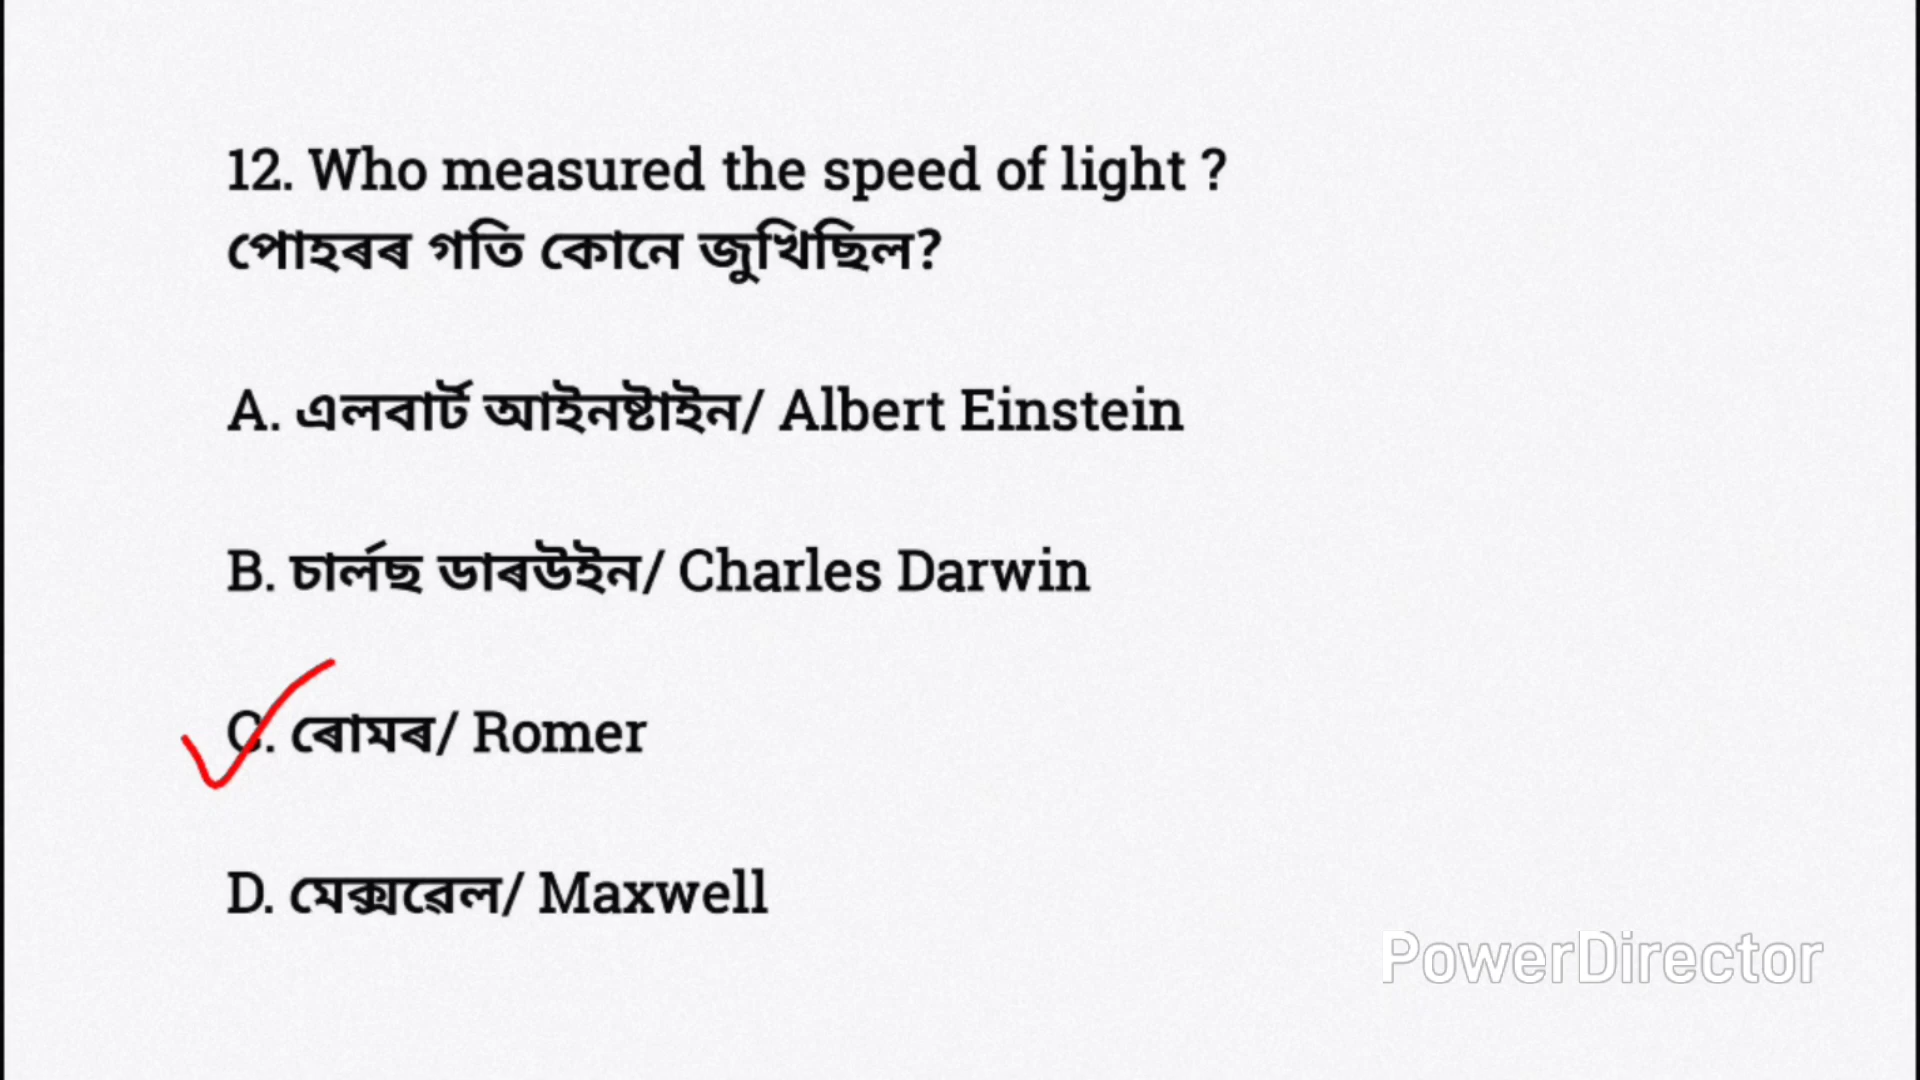 12. Who measured the speed of light ?
পোহৰৰ গতি কোনে জুখিছিল?
A. এলবাৰ্ট আইনষ্টাইন/ Albert Einstein
B. চাৰ্লছ ডাৰউইন/ Charles Darwin
C. ৰোমৰ/ Romer
D. মেক্সৱেল/ Maxwell
PowerDirector